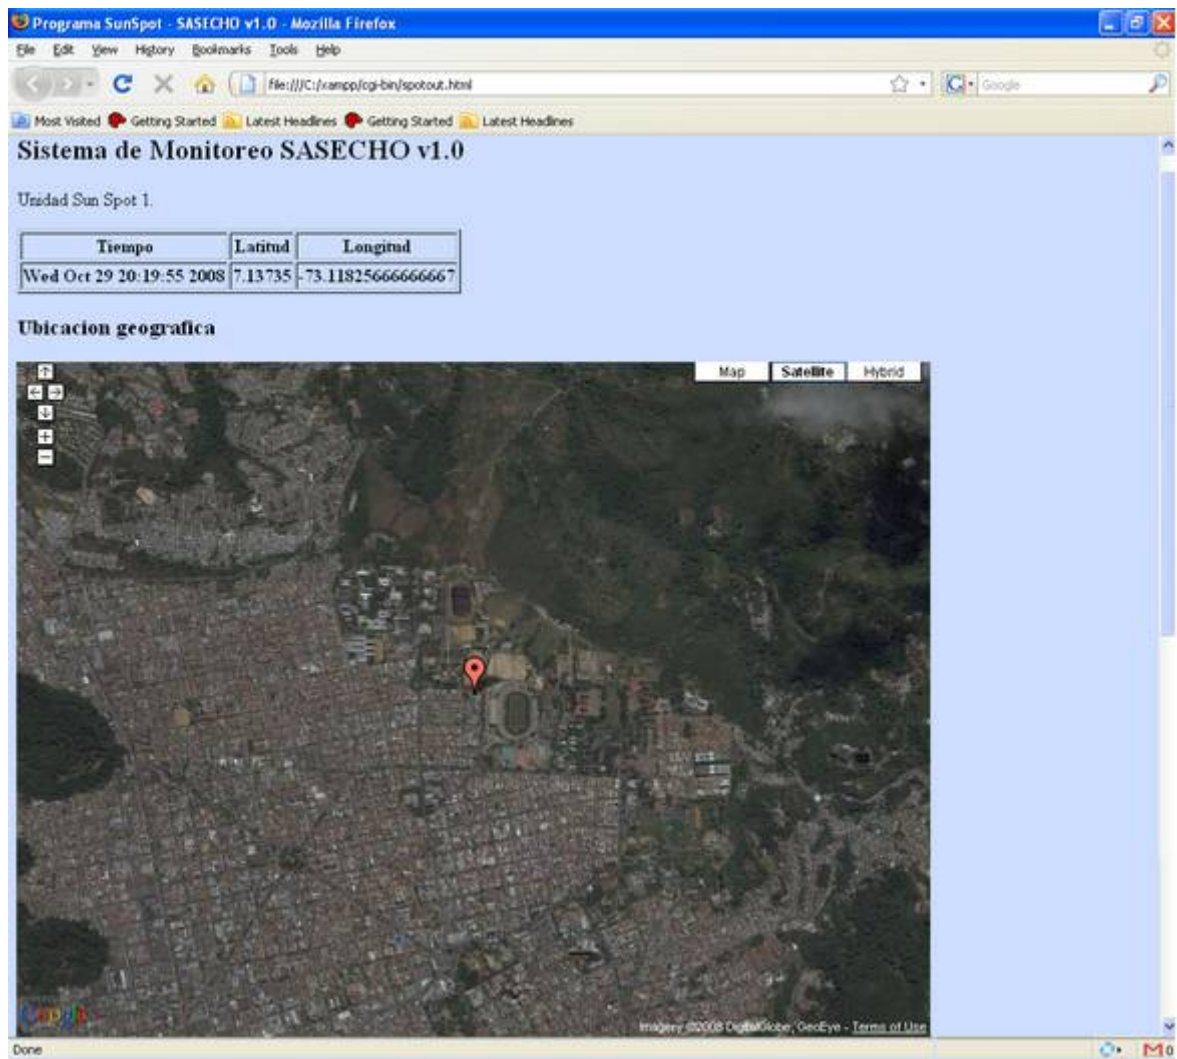 Programa SunSpot - SASECHO v1.0 - Mozilla Firefox
File Edit View History Bookmarks Tools Help
file:///C:/xampp/cgi-bin/spotout.html
Google
Most Visited Getting Started Latest Headlines Getting Started Latest Headlines
Sistema de Monitoreo SASECHO v1.0
Unidad Sun Spot 1.
Tiempo Latitud Longitud
Wed Oct 29 20:19:55 2008 7.13735 -73.11825666666667
Ubicacion geografica
Map Satellite Hybrid
Google
Imagery ©2008 DigitalGlobe, GeoEye - Terms of Use
Done
0